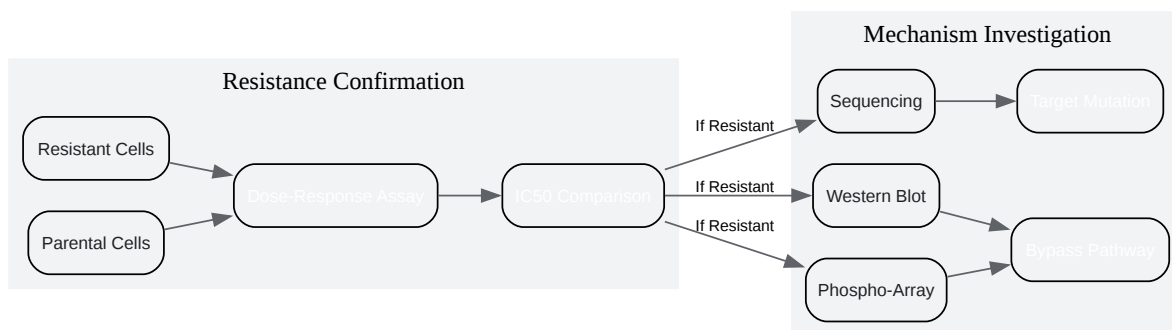 Mechanism Investigation
Resistance Confirmation
Sequencing
Target Mutation
Resistant Cells
If Resistant
Dose-Response Assay
IC50 Comparison
If Resistant
Western Blot
If Resistant
Parental Cells
Bypass Pathway
Phospho-Array